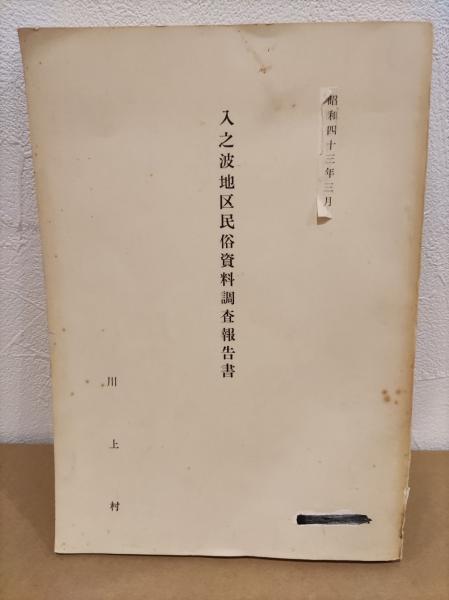 昭和四十三年三月
入之波地区民俗資料調査報告書
川上村